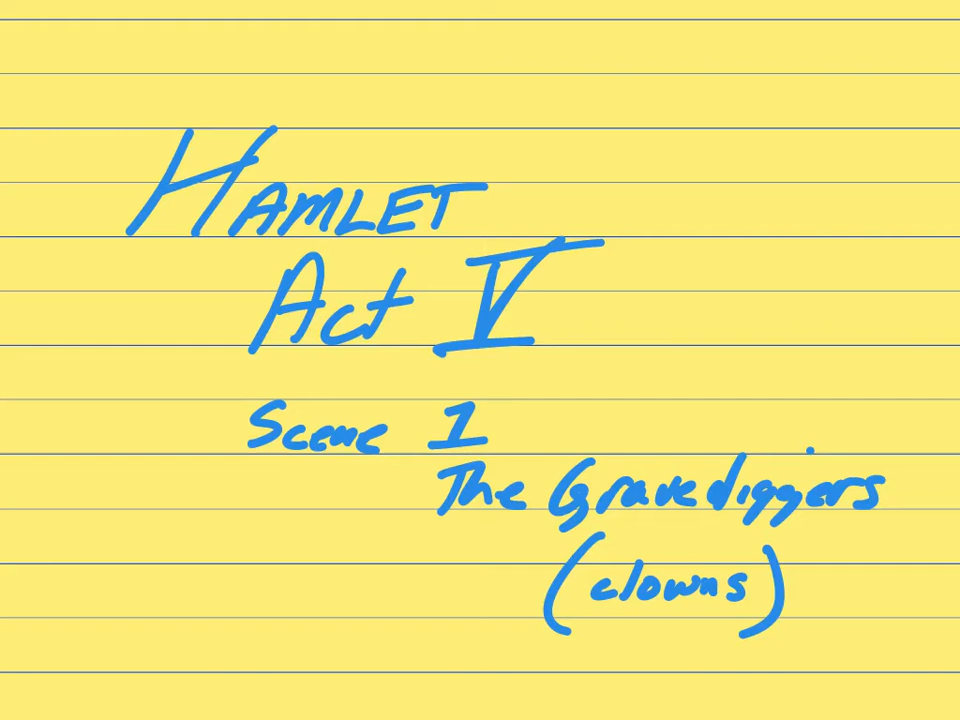 HAMLET
Act V
Scene 1
The Gravediggers
(clowns)